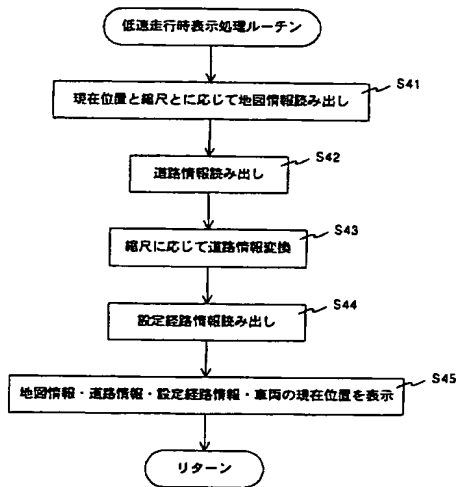 低速走行時表示処理ルーチン
S41
現在位置と縮尺とに応じて地図情報読み出し
S42
道路情報読み出し
S43
縮尺に応じて道路情報変換
S44
設定経路情報読み出し
S45
地図情報・道路情報・設定経路情報・車両の現在位置を表示
リターン